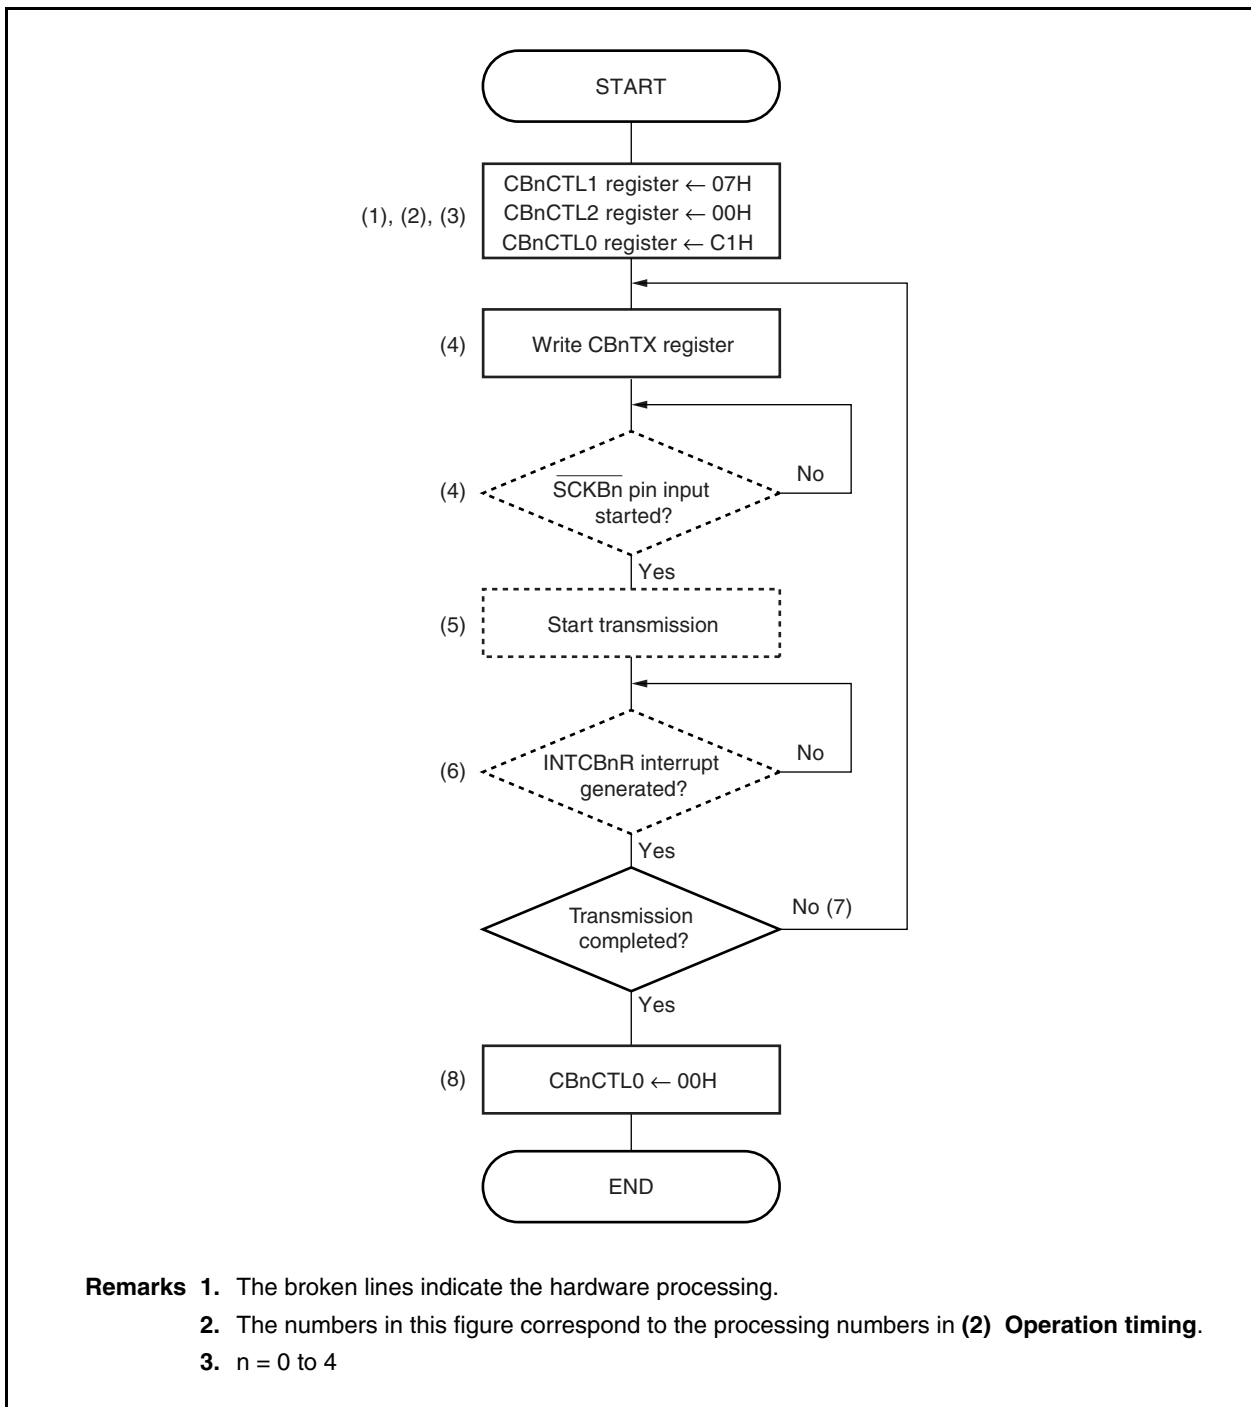 START
CBnCTL1 register ← 07H
(1), (2), (3) CBnCTL2 register ← 00H
CBnCTL0 register ← C1H
(4) Write CBnTX register
No
(4) SCKBn pin input
started?
Yes
(5) Start transmission
No
(6) INTCBnR interrupt
generated?
Yes
No (7)
Transmission
completed?
Yes
(8) CBnCTL0 ← 00H
END
Remarks 1. The broken lines indicate the hardware processing.
2. The numbers in this figure correspond to the processing numbers in (2) Operation timing.
3. n = 0 to 4